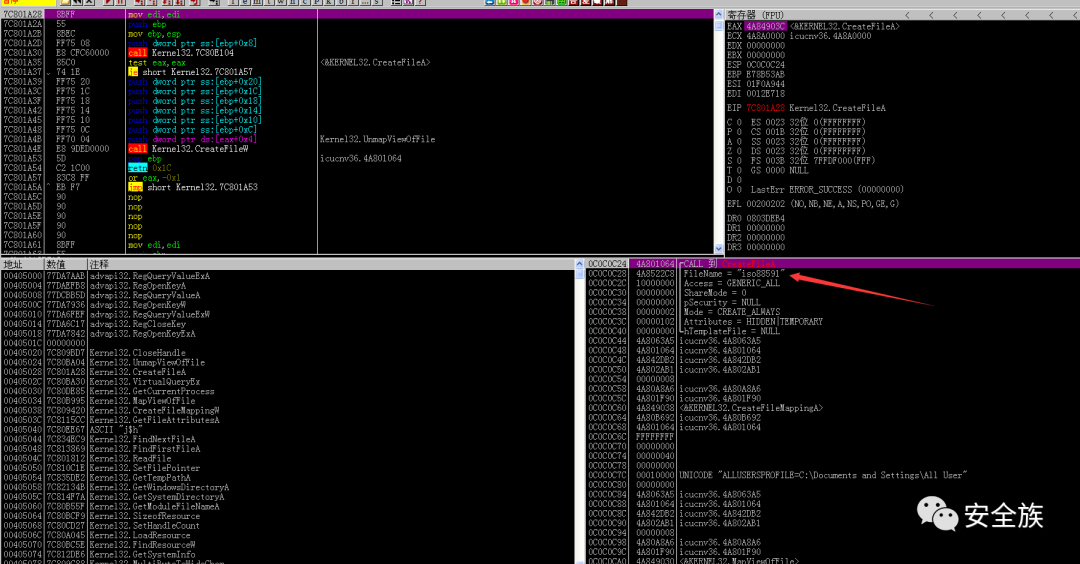 7C801A28 8BFF mov edi,edi
7C801A2A 55 push ebp
7C801A2B 8BEC mov ebp,esp
7C801A2D FF75 08 push dword ptr ss:[ebp+0x8]
7C801A30 E8 CFC60000 call Kernel32.7C80E104
7C801A35 85C0 test eax,eax <&KERNEL32.CreateFileA>
7C801A37 74 1E je short Kernel32.7C801A57
7C801A39 FF75 20 push dword ptr ss:[ebp+0x20]
7C801A3C FF75 1C push dword ptr ss:[ebp+0x1C]
7C801A3F FF75 18 push dword ptr ss:[ebp+0x18]
7C801A42 FF75 14 push dword ptr ss:[ebp+0x14]
7C801A45 FF75 10 push dword ptr ss:[ebp+0x10]
7C801A48 FF75 0C push dword ptr ss:[ebp+0xC]
7C801A4B FF70 04 push dword ptr ds:[eax+0x4] Kernel32.UnmapViewOfFile
7C801A4E E8 9DED0000 call Kernel32.CreateFileW
7C801A53 5D pop ebp icucnv36.4A801064
7C801A54 C2 1C00 retn 0x1C
7C801A57 83C8 FF or eax,-0x1
7C801A5A ^ EB F7 jmp short Kernel32.7C801A53
7C801A5C 90 nop
7C801A5D 90 nop
7C801A5E 90 nop
7C801A5F 90 nop
7C801A60 90 nop
7C801A61 8BFF mov edi,edi
寄存器 (FPU)
EAX 4A84903C <&KERNEL32.CreateFileA>
ECX 4A8A0000 icucnv36.4A8A0000
EDX 00000000
EBX 00000000
ESP 0C0C0C24
EBP E78B53AB
ESI 01F0A944
EDI 0012E718
EIP 7C801A28 Kernel32.CreateFileA
C 0 ES 0023 32位 0(FFFFFFFF)
P 0 CS 001B 32位 0(FFFFFFFF)
A 0 SS 0023 32位 0(FFFFFFFF)
Z 0 DS 0023 32位 0(FFFFFFFF)
S 0 FS 003B 32位 7FFDF000(FFF)
T 0 GS 0000 NULL
D 0
O 0 LastErr ERROR_SUCCESS (00000000)
EFL 00200202 (NO,NB,NE,A,NS,PO,GE,G)
DR0 0803DEB4
DR1 00000000
DR2 00000000
DR3 00000000
地址 数值 注释
00405000 77DA7AAB advapi32.RegQueryValueExA
00405004 77DAEFB8 advapi32.RegOpenKeyA
00405008 77DCBB5D advapi32.RegQueryValueA
0040500C 77DA7936 advapi32.RegOpenKeyW
00405010 77DA6FEF advapi32.RegQueryValueExW
00405014 77DA6C17 advapi32.RegCloseKey
00405018 77DA7842 advapi32.RegOpenKeyExA
0040501C 00000000
00405020 7C809BD7 Kernel32.CloseHandle
00405024 7C80BA04 Kernel32.UnmapViewOfFile
00405028 7C801A28 Kernel32.CreateFileA
0040502C 7C80BA30 Kernel32.VirtualQueryEx
00405030 7C80DE85 Kernel32.GetCurrentProcess
00405034 7C80B995 Kernel32.MapViewOfFile
00405038 7C809420 Kernel32.CreateFileMappingW
0040503C 7C8115CC Kernel32.GetFileAttributesA
00405040 7C80EE67 ASCII "j$h"
00405044 7C834EC9 Kernel32.FindNextFileA
00405048 7C813869 Kernel32.FindFirstFileA
0040504C 7C801812 Kernel32.ReadFile
00405050 7C810C1E Kernel32.SetFilePointer
00405054 7C835DE2 Kernel32.GetTempPathA
00405058 7C82134B Kernel32.GetWindowsDirectoryA
0040505C 7C814F7A Kernel32.GetSystemDirectoryA
00405060 7C80B55F Kernel32.GetModuleFileNameA
00405064 7C80BCF9 Kernel32.SizeofResource
00405068 7C80CD27 Kernel32.SetHandleCount
0040506C 7C80A045 Kernel32.LoadResource
00405070 7C80BC5E Kernel32.FindResourceW
00405074 7C812DE6 Kernel32.GetSystemInfo
0C0C0C24 4A801064 CALL 到 CreateFileA
0C0C0C28 4A8522C8 FileName = "iso88591"
0C0C0C2C 10000000 Access = GENERIC_ALL
0C0C0C30 00000000 ShareMode = 0
0C0C0C34 00000000 pSecurity = NULL
0C0C0C38 00000002 Mode = CREATE_ALWAYS
0C0C0C3C 00000102 Attributes = HIDDEN|TEMPORARY
0C0C0C40 00000000 hTemplateFile = NULL
0C0C0C44 4A8063A5 icucnv36.4A8063A5
0C0C0C48 4A801064 icucnv36.4A801064
0C0C0C4C 4A842DB2 icucnv36.4A842DB2
0C0C0C50 4A802AB1 icucnv36.4A802AB1
0C0C0C54 00000008
0C0C0C58 4A80A8A6 icucnv36.4A80A8A6
0C0C0C5C 4A801F90 icucnv36.4A801F90
0C0C0C60 4A849038 <&KERNEL32.CreateFileMappingA>
0C0C0C64 4A80B692 icucnv36.4A80B692
0C0C0C68 4A801064 icucnv36.4A801064
0C0C0C6C FFFFFFFF
0C0C0C70 00000000
0C0C0C74 00000040
0C0C0C78 00000000
0C0C0C7C 00010000 UNICODE "ALLUSERSPROFILE=C:\Documents and Settings\All User"
0C0C0C80 00000000
0C0C0C84 4A8063A5 icucnv36.4A8063A5
0C0C0C88 4A801064 icucnv36.4A801064
0C0C0C8C 4A842DB2 icucnv36.4A842DB2
0C0C0C90 4A802AB1 icucnv36.4A802AB1
0C0C0C94 00000008
0C0C0C98 4A80A8A6 icucnv36.4A80A8A6
0C0C0C9C 4A801F90 icucnv36.4A801F90
0C0C0CA0 4A849030 <&KERNEL32.MapViewOfFile>
安全族